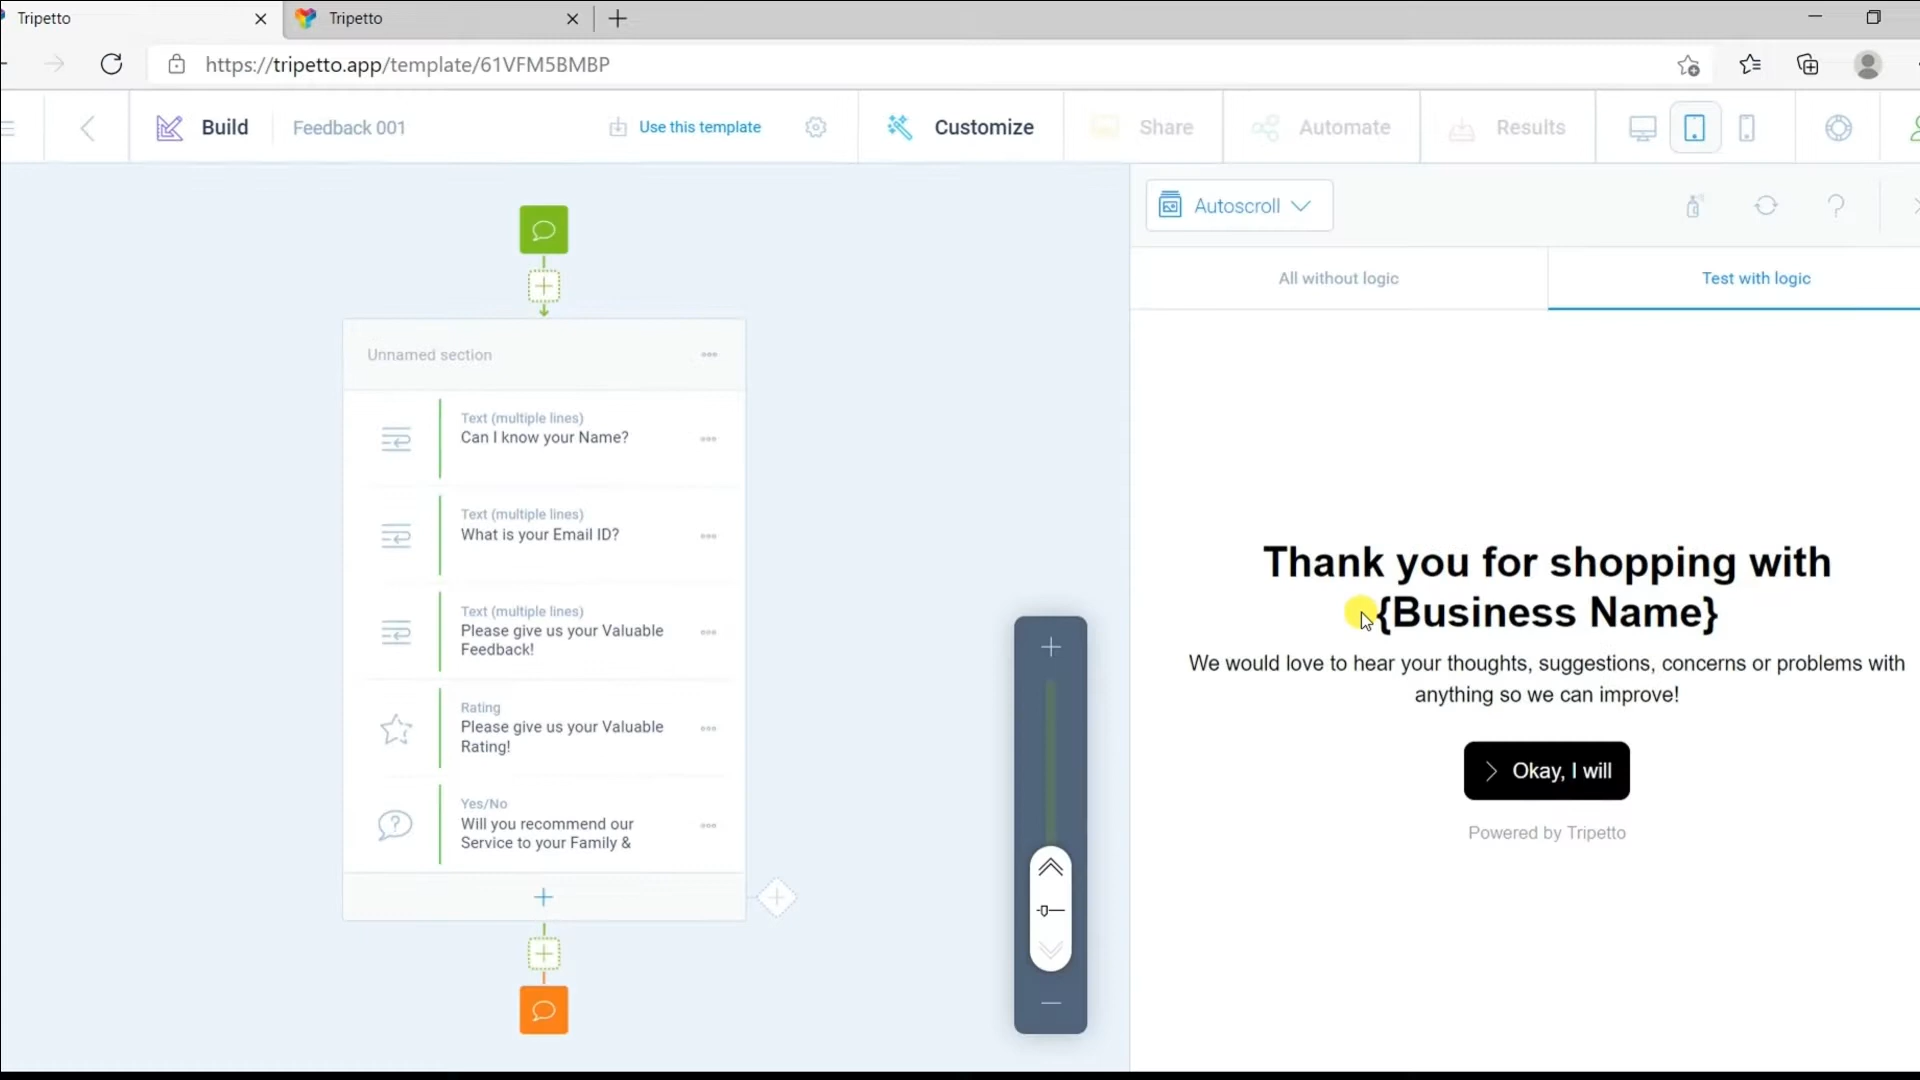 Tripetto
Tripetto
https://tripetto.app/template/61VFM5BMBP
Build
Feedback 001
Use this template
Customize
Share
Automate
Results
Autoscroll
All without logic
Test with logic
Unnamed section
Text (multiple lines)
Can I know your Name?
Text (multiple lines)
What is your Email ID?
Text (multiple lines)
Please give us your Valuable
Feedback!
Rating
Please give us your Valuable
Rating!
Yes/No
Will you recommend our
Service to your Family &
Thank you for shopping with
{Business Name}
We would love to hear your thoughts, suggestions, concerns or problems with
anything so we can improve!
Okay, I will
Powered by Tripetto